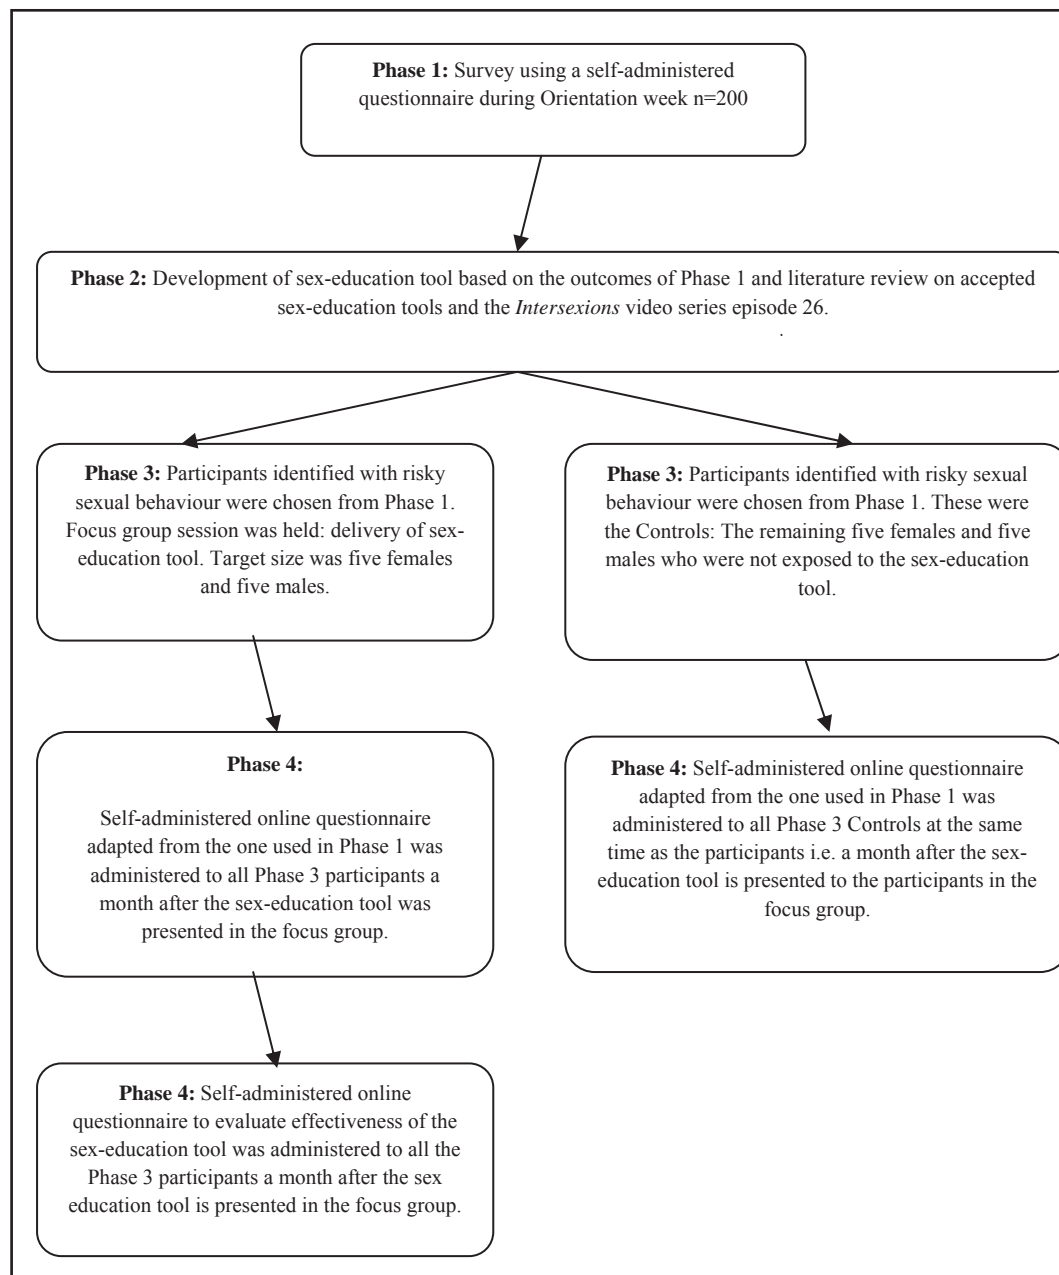 Phase 1: Survey using a self-administered
questionnaire during Orientation week n=200
Phase 2: Development of sex-education tool based on the outcomes of Phase 1 and literature review on accepted
sex-education tools and the Intersexions video series episode 26.
.
Phase 3: Participants identified with risky
sexual behaviour were chosen from Phase 1.
Focus group session was held: delivery of sex-
education tool. Target size was five females
and five males.
Phase 3: Participants identified with risky sexual
behaviour were chosen from Phase 1. These were
the Controls: The remaining five females and five
males who were not exposed to the sex-education
tool.
Phase 4:
Self-administered online questionnaire
adapted from the one used in Phase 1 was
administered to all Phase 3 participants a
month after the sex-education tool was
presented in the focus group.
Phase 4: Self-administered online questionnaire
adapted from the one used in Phase 1 was
administered to all Phase 3 Controls at the same
time as the participants i.e. a month after the sex-
education tool is presented to the participants in the
focus group.
Phase 4: Self-administered online
questionnaire to evaluate effectiveness of the
sex-education tool was administered to all the
Phase 3 participants a month after the sex
education tool is presented in the focus group.